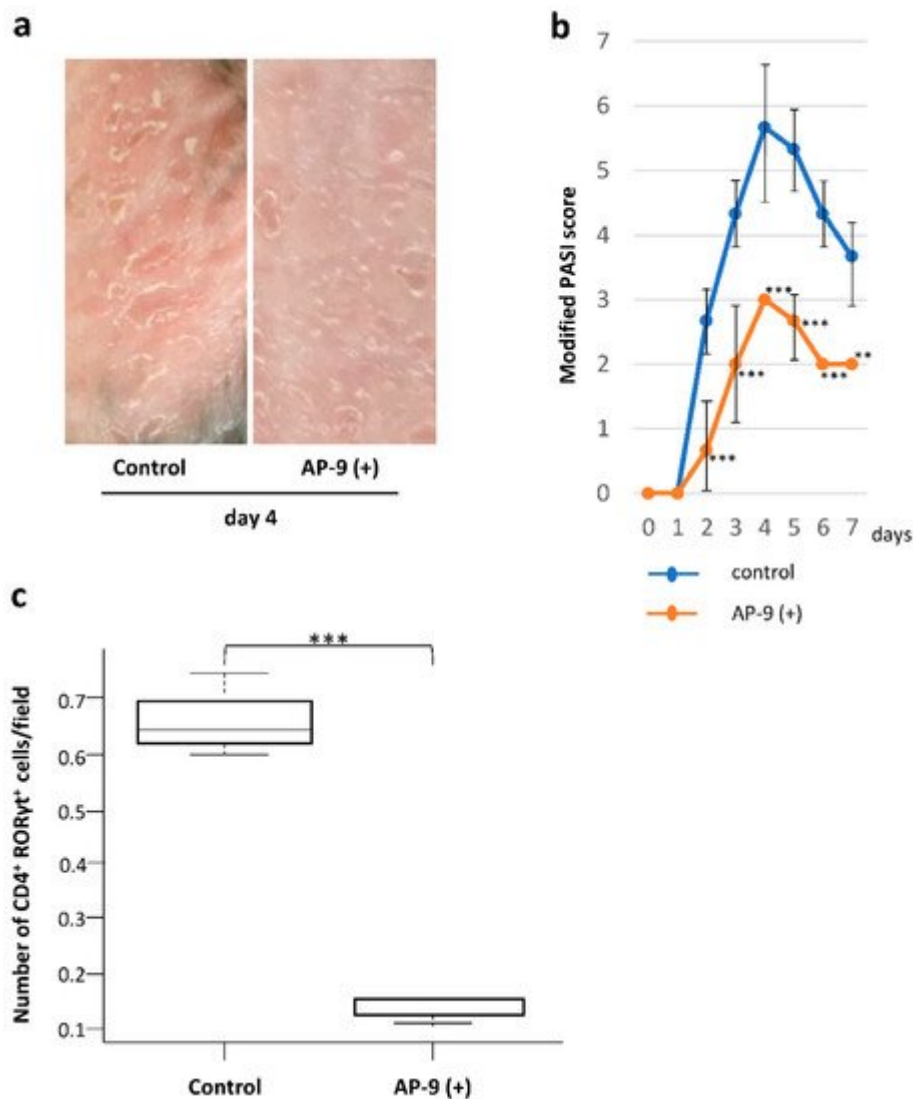 a
Control
AP-9 (+)
day 4
b
Modified PASI score
7
6
5
4
3
2
1
0
***
***
***
***
***
**
0 1 2 3 4 5 6 7 days
control
AP-9 (+)
c
Number of CD4⁺ RORγt⁺ cells/field
***
0.7
0.6
0.5
0.4
0.3
0.2
0.1
Control
AP-9 (+)